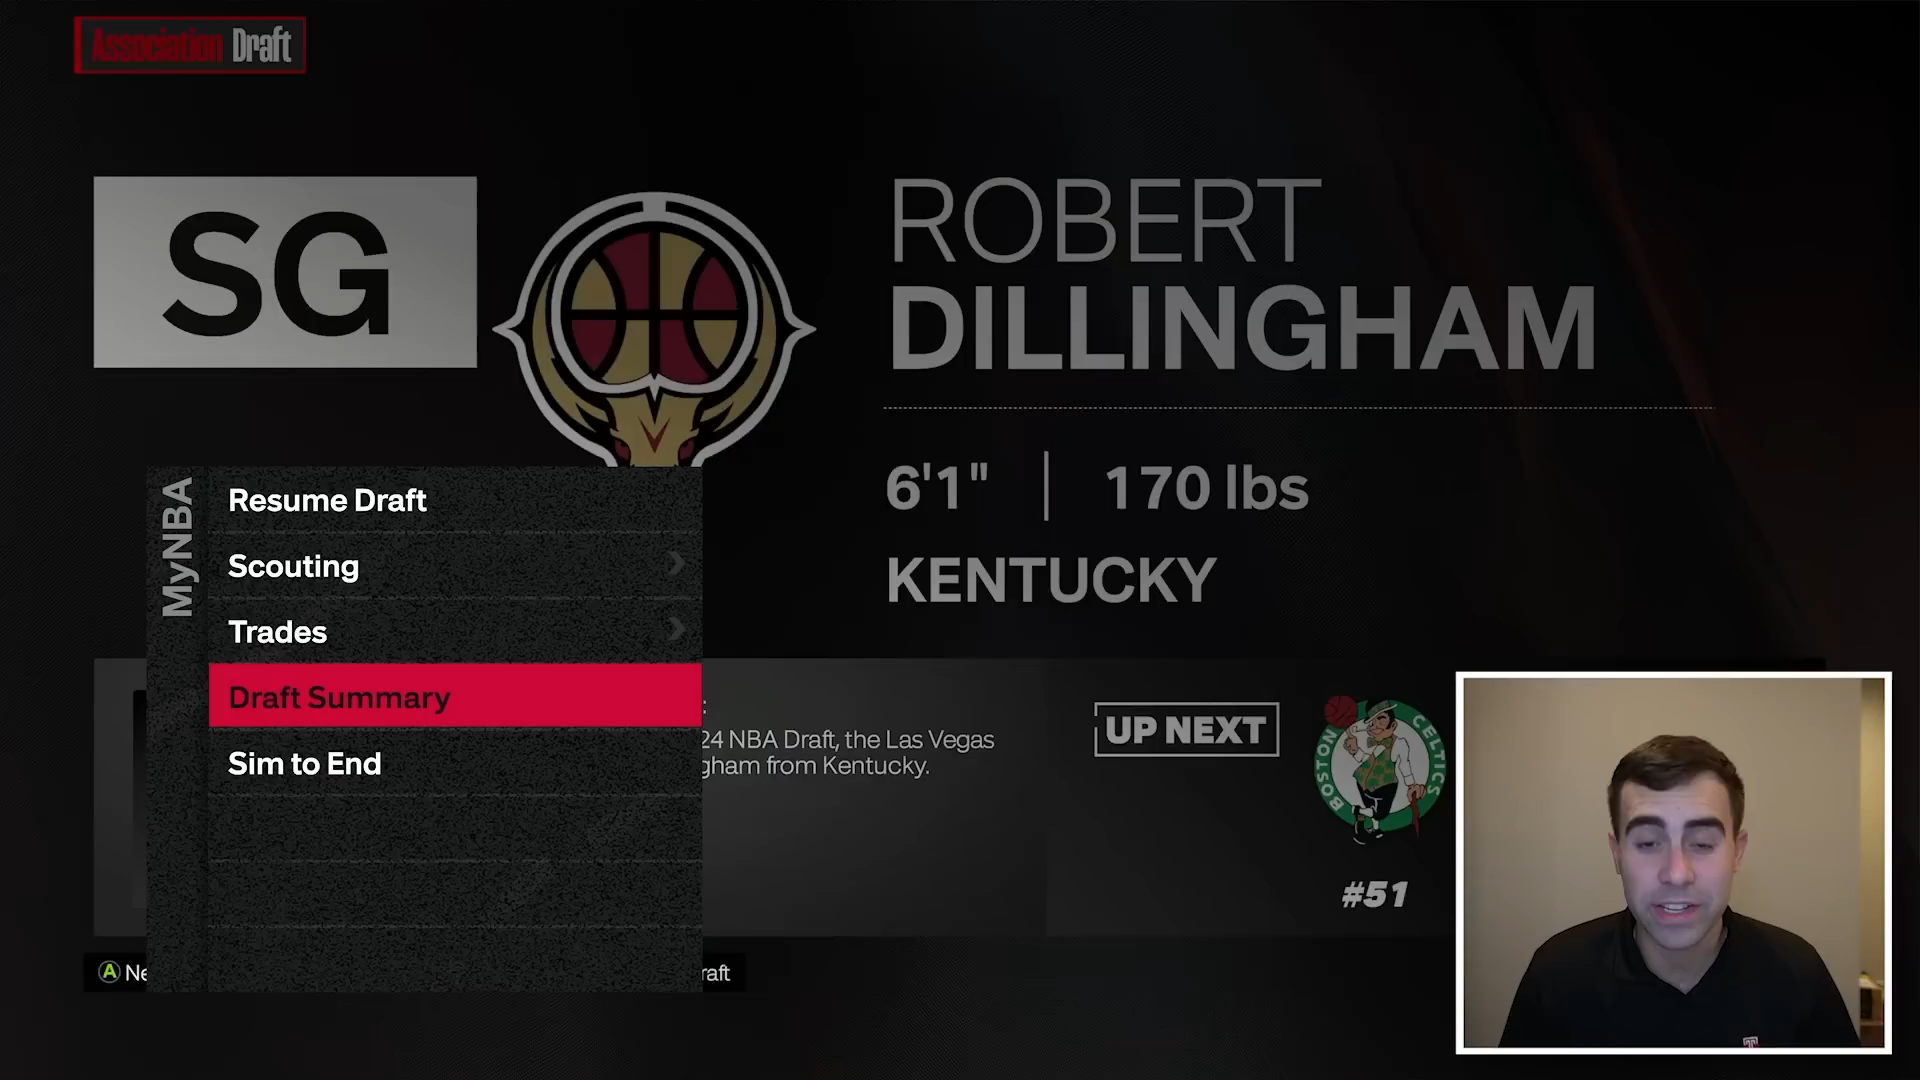 Association Draft
SG
ROBERT
DILLINGHAM
6'1" | 170 lbs
KENTUCKY
MyNBA
Resume Draft
Scouting
Trades
Draft Summary
Sim to End
:
24 NBA Draft, the Las Vegas
gham from Kentucky.
UP NEXT
BOSTON CELTICS
#51
A Ne
raft
T